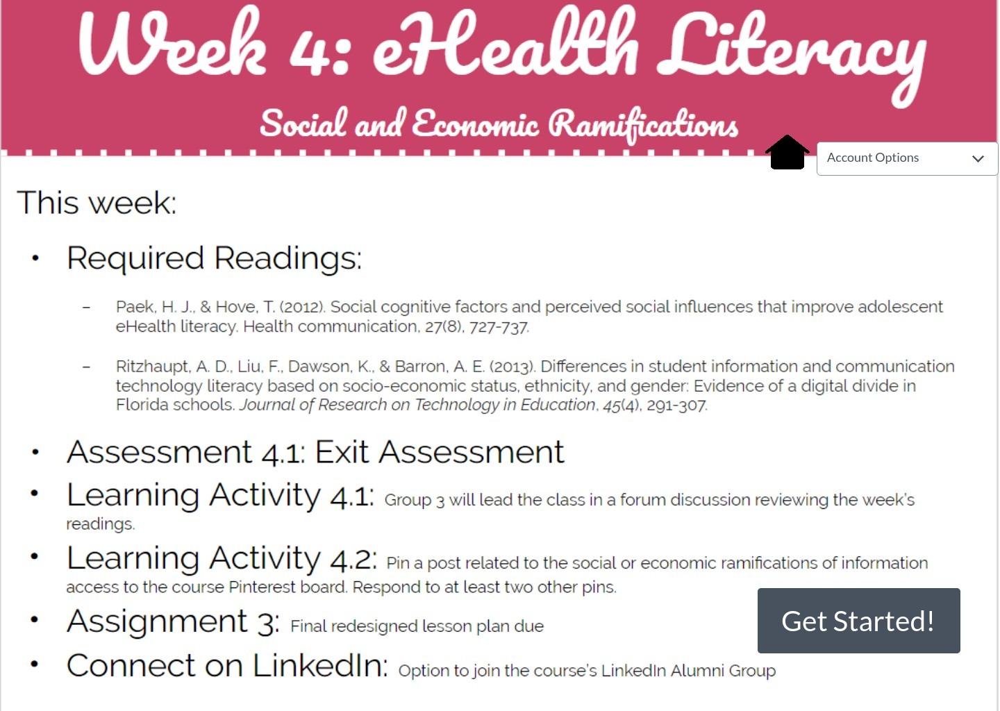 Week 4: eHealth Literacy
Social and Economic Ramifications
Account Options
This week:
• Required Readings:
– Paek, H. J., & Hove, T. (2012). Social cognitive factors and perceived social influences that improve adolescent
eHealth literacy. Health communication, 27(8), 727-737.
– Ritzhaupt, A. D., Liu, F., Dawson, K., & Barron, A. E. (2013). Differences in student information and communication
technology literacy based on socio-economic status, ethnicity, and gender: Evidence of a digital divide in
Florida schools. Journal of Research on Technology in Education, 45(4), 291-307.
• Assessment 4.1: Exit Assessment
• Learning Activity 4.1: Group 3 will lead the class in a forum discussion reviewing the week's
readings.
• Learning Activity 4.2: Pin a post related to the social or economic ramifications of information
access to the course Pinterest board. Respond to at least two other pins.
• Assignment 3: Final redesigned lesson plan due
Get Started!
• Connect on LinkedIn: Option to join the course's LinkedIn Alumni Group